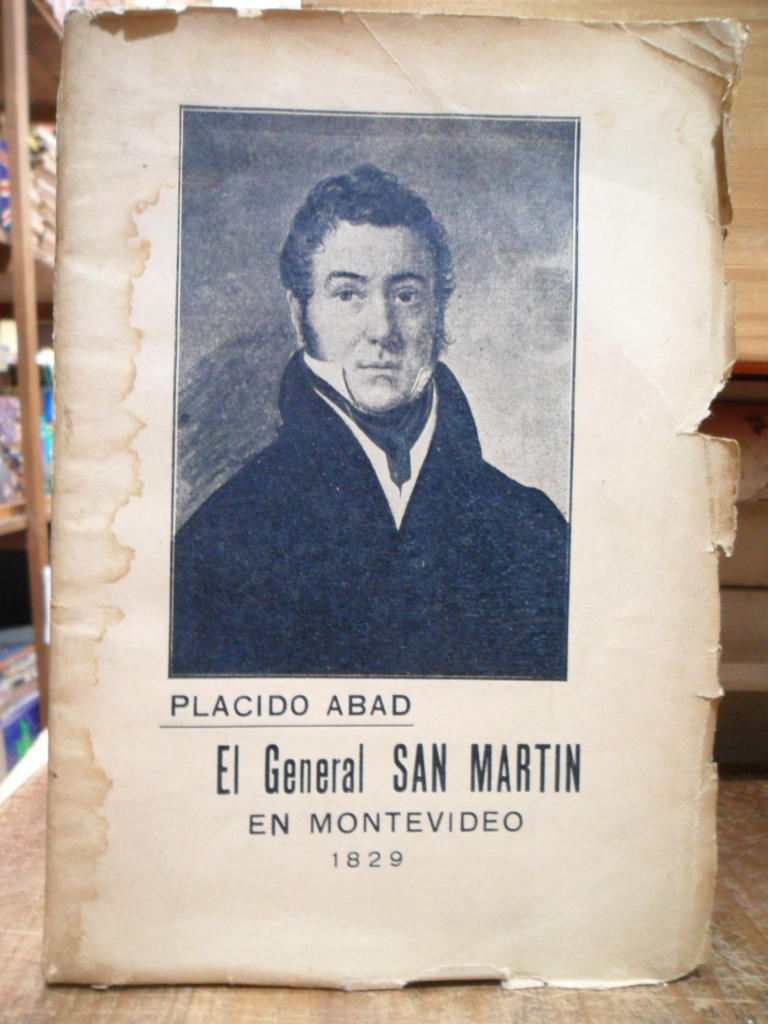 PLACIDO ABAD
El General SAN MARTIN
EN MONTEVIDEO
1829